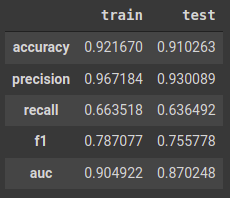 train test
accuracy 0.921670 0.910263
precision 0.967184 0.930089
recall 0.663518 0.636492
f1 0.787077 0.755778
auc 0.904922 0.870248